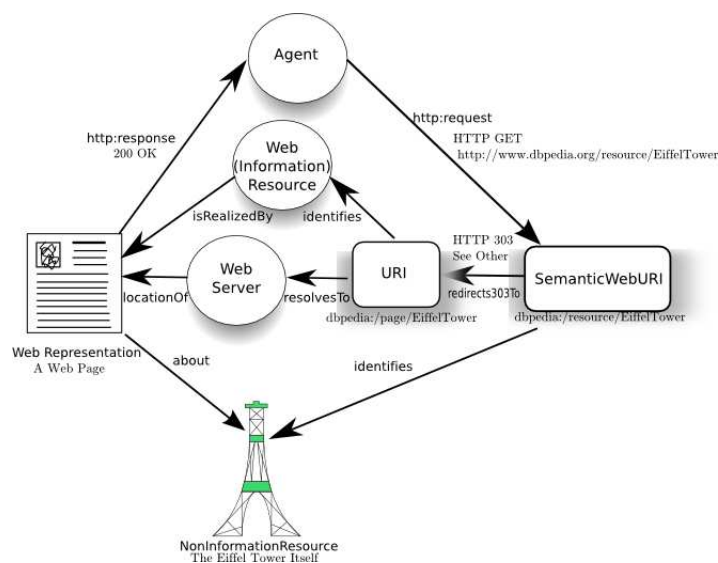 Agent
http:request
http:response
200 OK
HTTP GET
http://www.dbpedia.org/resource/EiffelTower
Web
(Information)
Resource
isRealizedBy
identifies
HTTP 303
See Other
URI
Web
Server
SemanticWebURI
locationOf
resolvesTo
redirects303To
dbpedia:/page/EiffelTower
dbpedia:/resource/EiffelTower
Web Representation
A Web Page
about
identifies
NonInformationResource
The Eiffel Tower Itself